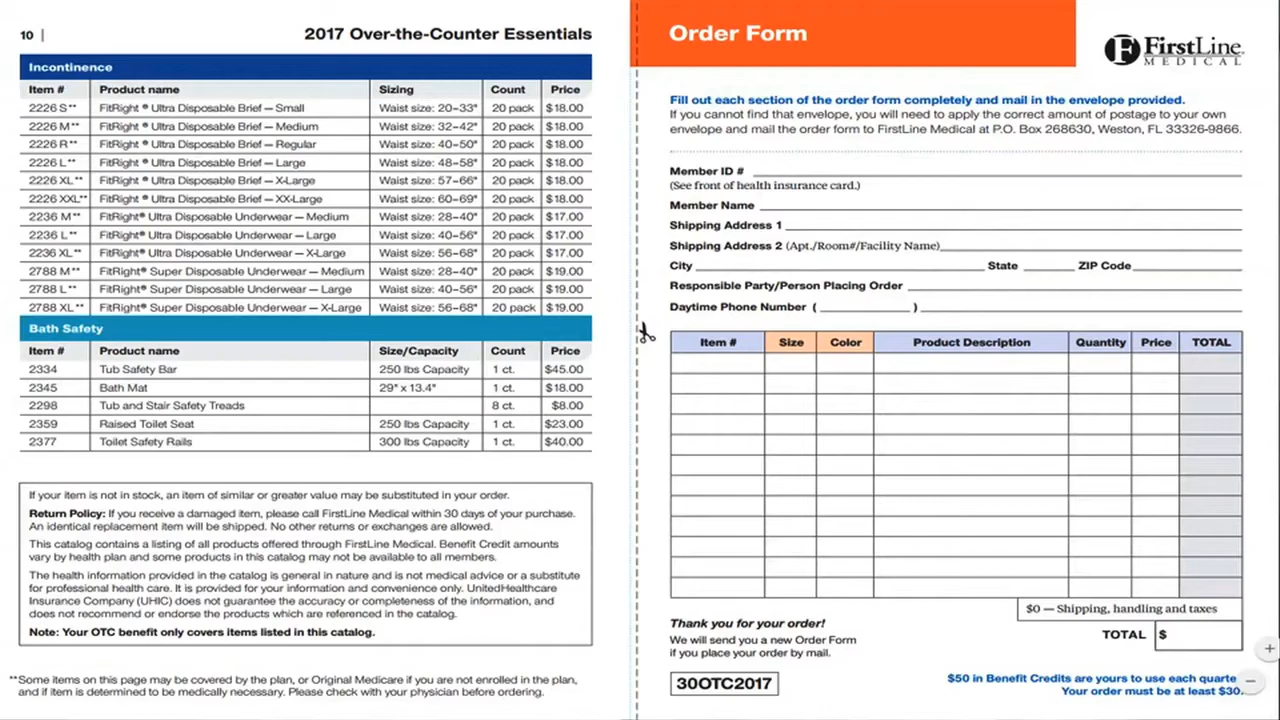 10 |
2017 Over-the-Counter Essentials
Incontinence
Item # Product name Sizing Count Price
2226 S** FitRight ® Ultra Disposable Brief — Small Waist size: 20–33" 20 pack $18.00
2226 M** FitRight ® Ultra Disposable Brief — Medium Waist size: 32–42" 20 pack $18.00
2226 R** FitRight ® Ultra Disposable Brief — Regular Waist size: 40–50" 20 pack $18.00
2226 L** FitRight ® Ultra Disposable Brief — Large Waist size: 48–58" 20 pack $18.00
2226 XL** FitRight ® Ultra Disposable Brief — X-Large Waist size: 57–66" 20 pack $18.00
2226 XXL** FitRight ® Ultra Disposable Brief — XX-Large Waist size: 60–69" 20 pack $18.00
2236 M** FitRight® Ultra Disposable Underwear — Medium Waist size: 28–40" 20 pack $17.00
2236 L** FitRight® Ultra Disposable Underwear — Large Waist size: 40–56" 20 pack $17.00
2236 XL** FitRight® Ultra Disposable Underwear — X-Large Waist size: 56–68" 20 pack $17.00
2788 M** FitRight® Super Disposable Underwear — Medium Waist size: 28–40" 20 pack $19.00
2788 L** FitRight® Super Disposable Underwear — Large Waist size: 40–56" 20 pack $19.00
2788 XL** FitRight® Super Disposable Underwear — X-Large Waist size: 56–68" 20 pack $19.00
Bath Safety
Item # Product name Size/Capacity Count Price
2334 Tub Safety Bar 250 lbs Capacity 1 ct. $45.00
2345 Bath Mat 29" x 13.4" 1 ct. $18.00
2298 Tub and Stair Safety Treads 8 ct. $8.00
2359 Raised Toilet Seat 250 lbs Capacity 1 ct. $23.00
2377 Toilet Safety Rails 300 lbs Capacity 1 ct. $40.00
If your item is not in stock, an item of similar or greater value may be substituted in your order.
Return Policy: If you receive a damaged item, please call FirstLine Medical within 30 days of your purchase.
An identical replacement item will be shipped. No other returns or exchanges are allowed.
This catalog contains a listing of all products offered through FirstLine Medical. Benefit Credit amounts
vary by health plan and some products in this catalog may not be available to all members.
The health information provided in the catalog is general in nature and is not medical advice or a substitute
for professional health care. It is provided for your information and convenience only. UnitedHealthcare
Insurance Company (UHIC) does not guarantee the accuracy or completeness of the information, and
does not recommend or endorse the products which are referenced in the catalog.
Note: Your OTC benefit only covers items listed in this catalog.
**Some items on this page may be covered by the plan, or Original Medicare if you are not enrolled in the plan,
and if item is determined to be medically necessary. Please check with your physician before ordering.
Order Form
F FirstLine
MEDICAL
Fill out each section of the order form completely and mail in the envelope provided.
If you cannot find that envelope, you will need to apply the correct amount of postage to your own
envelope and mail the order form to FirstLine Medical at P.O. Box 268630, Weston, FL 33326-9866.
Member ID #
(See front of health insurance card.)
Member Name
Shipping Address 1
Shipping Address 2 (Apt./Room#/Facility Name)
City State ZIP Code
Responsible Party/Person Placing Order
Daytime Phone Number ( )
Item # Size Color Product Description Quantity Price TOTAL
$0 — Shipping, handling and taxes
TOTAL $
Thank you for your order!
We will send you a new Order Form
if you place your order by mail.
30OTC2017
$50 in Benefit Credits are yours to use each quarte
Your order must be at least $30.